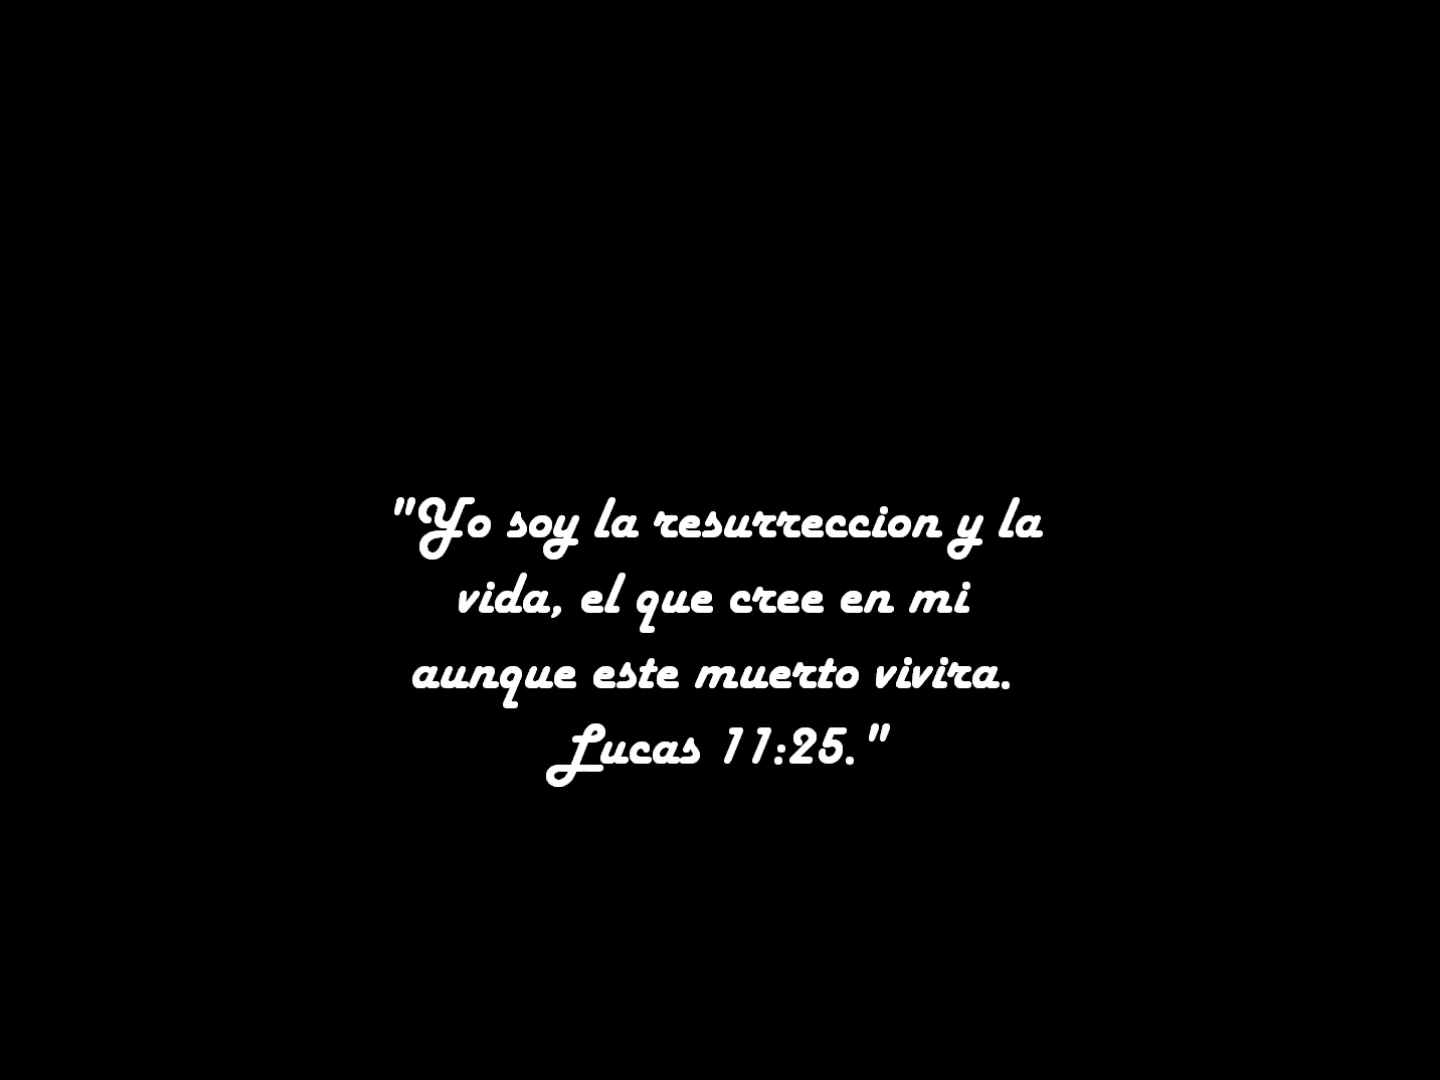 "Yo soy la resurreccion y la
vida, el que cree en mi
aunque este muerto vivira.
Lucas 11:25."